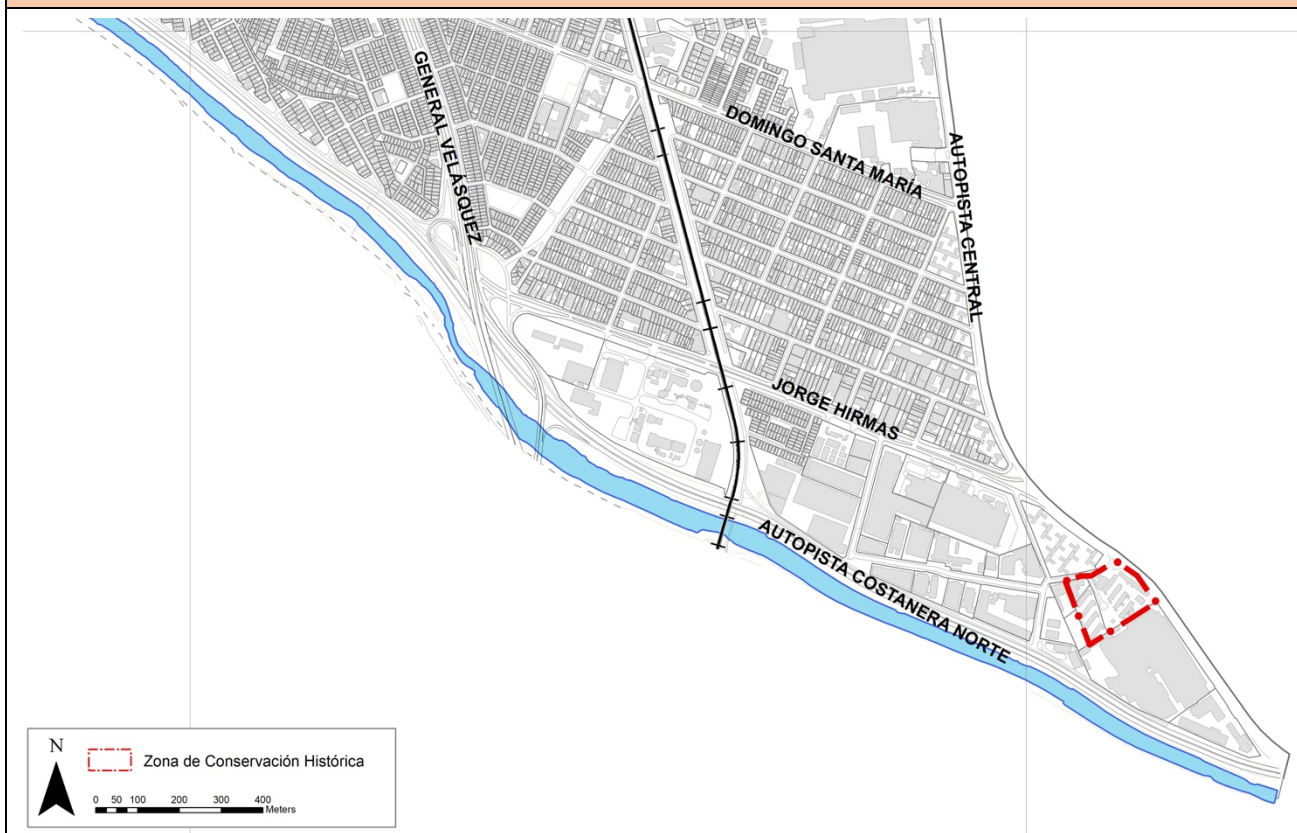 GENERAL VELÁSQUEZ
DOMINGO SANTA MARÍA
AUTOPISTA CENTRAL
JORGE HIRMAS
AUTOPISTA COSTANERA NORTE
N
Zona de Conservación Histórica
0 50 100 200 300 400
Meters